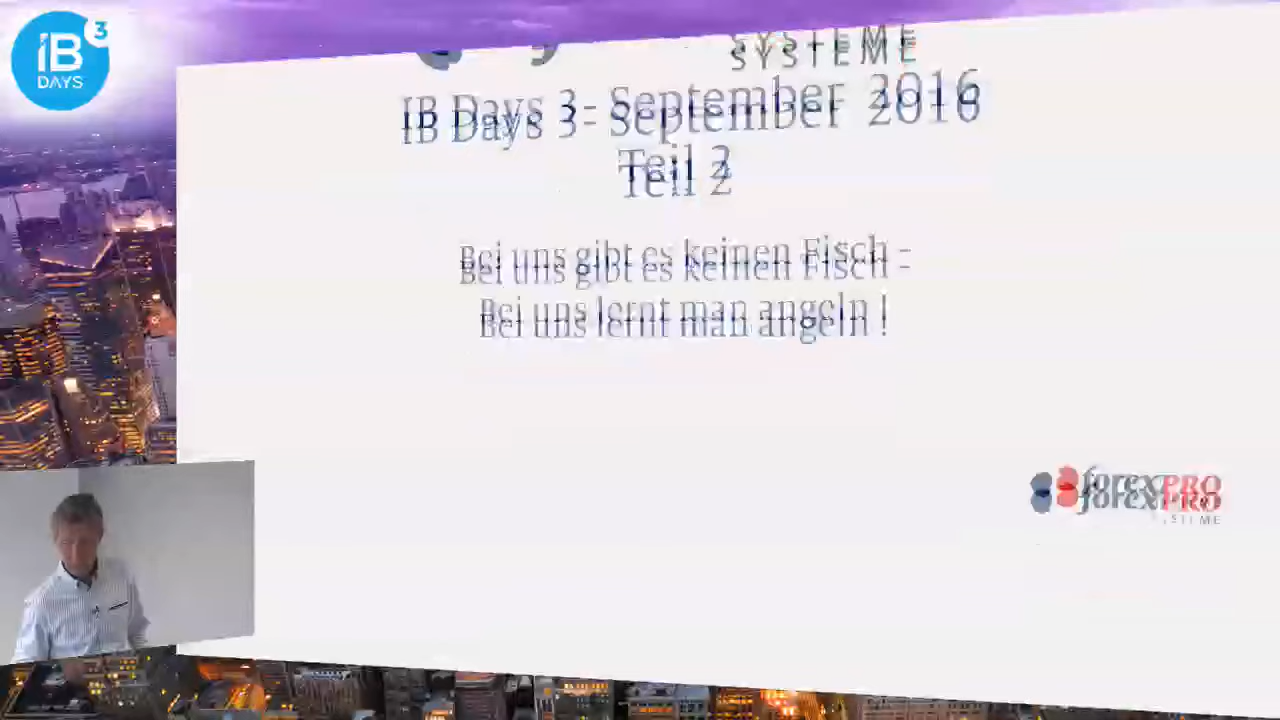 iB
3
DAYS
SYSTEME
IB Days 3- September 2016
Teil 2
Bei uns gibt es keinen Fisch -
Bei uns lernt man angeln !
forexPRO
SYSTEME